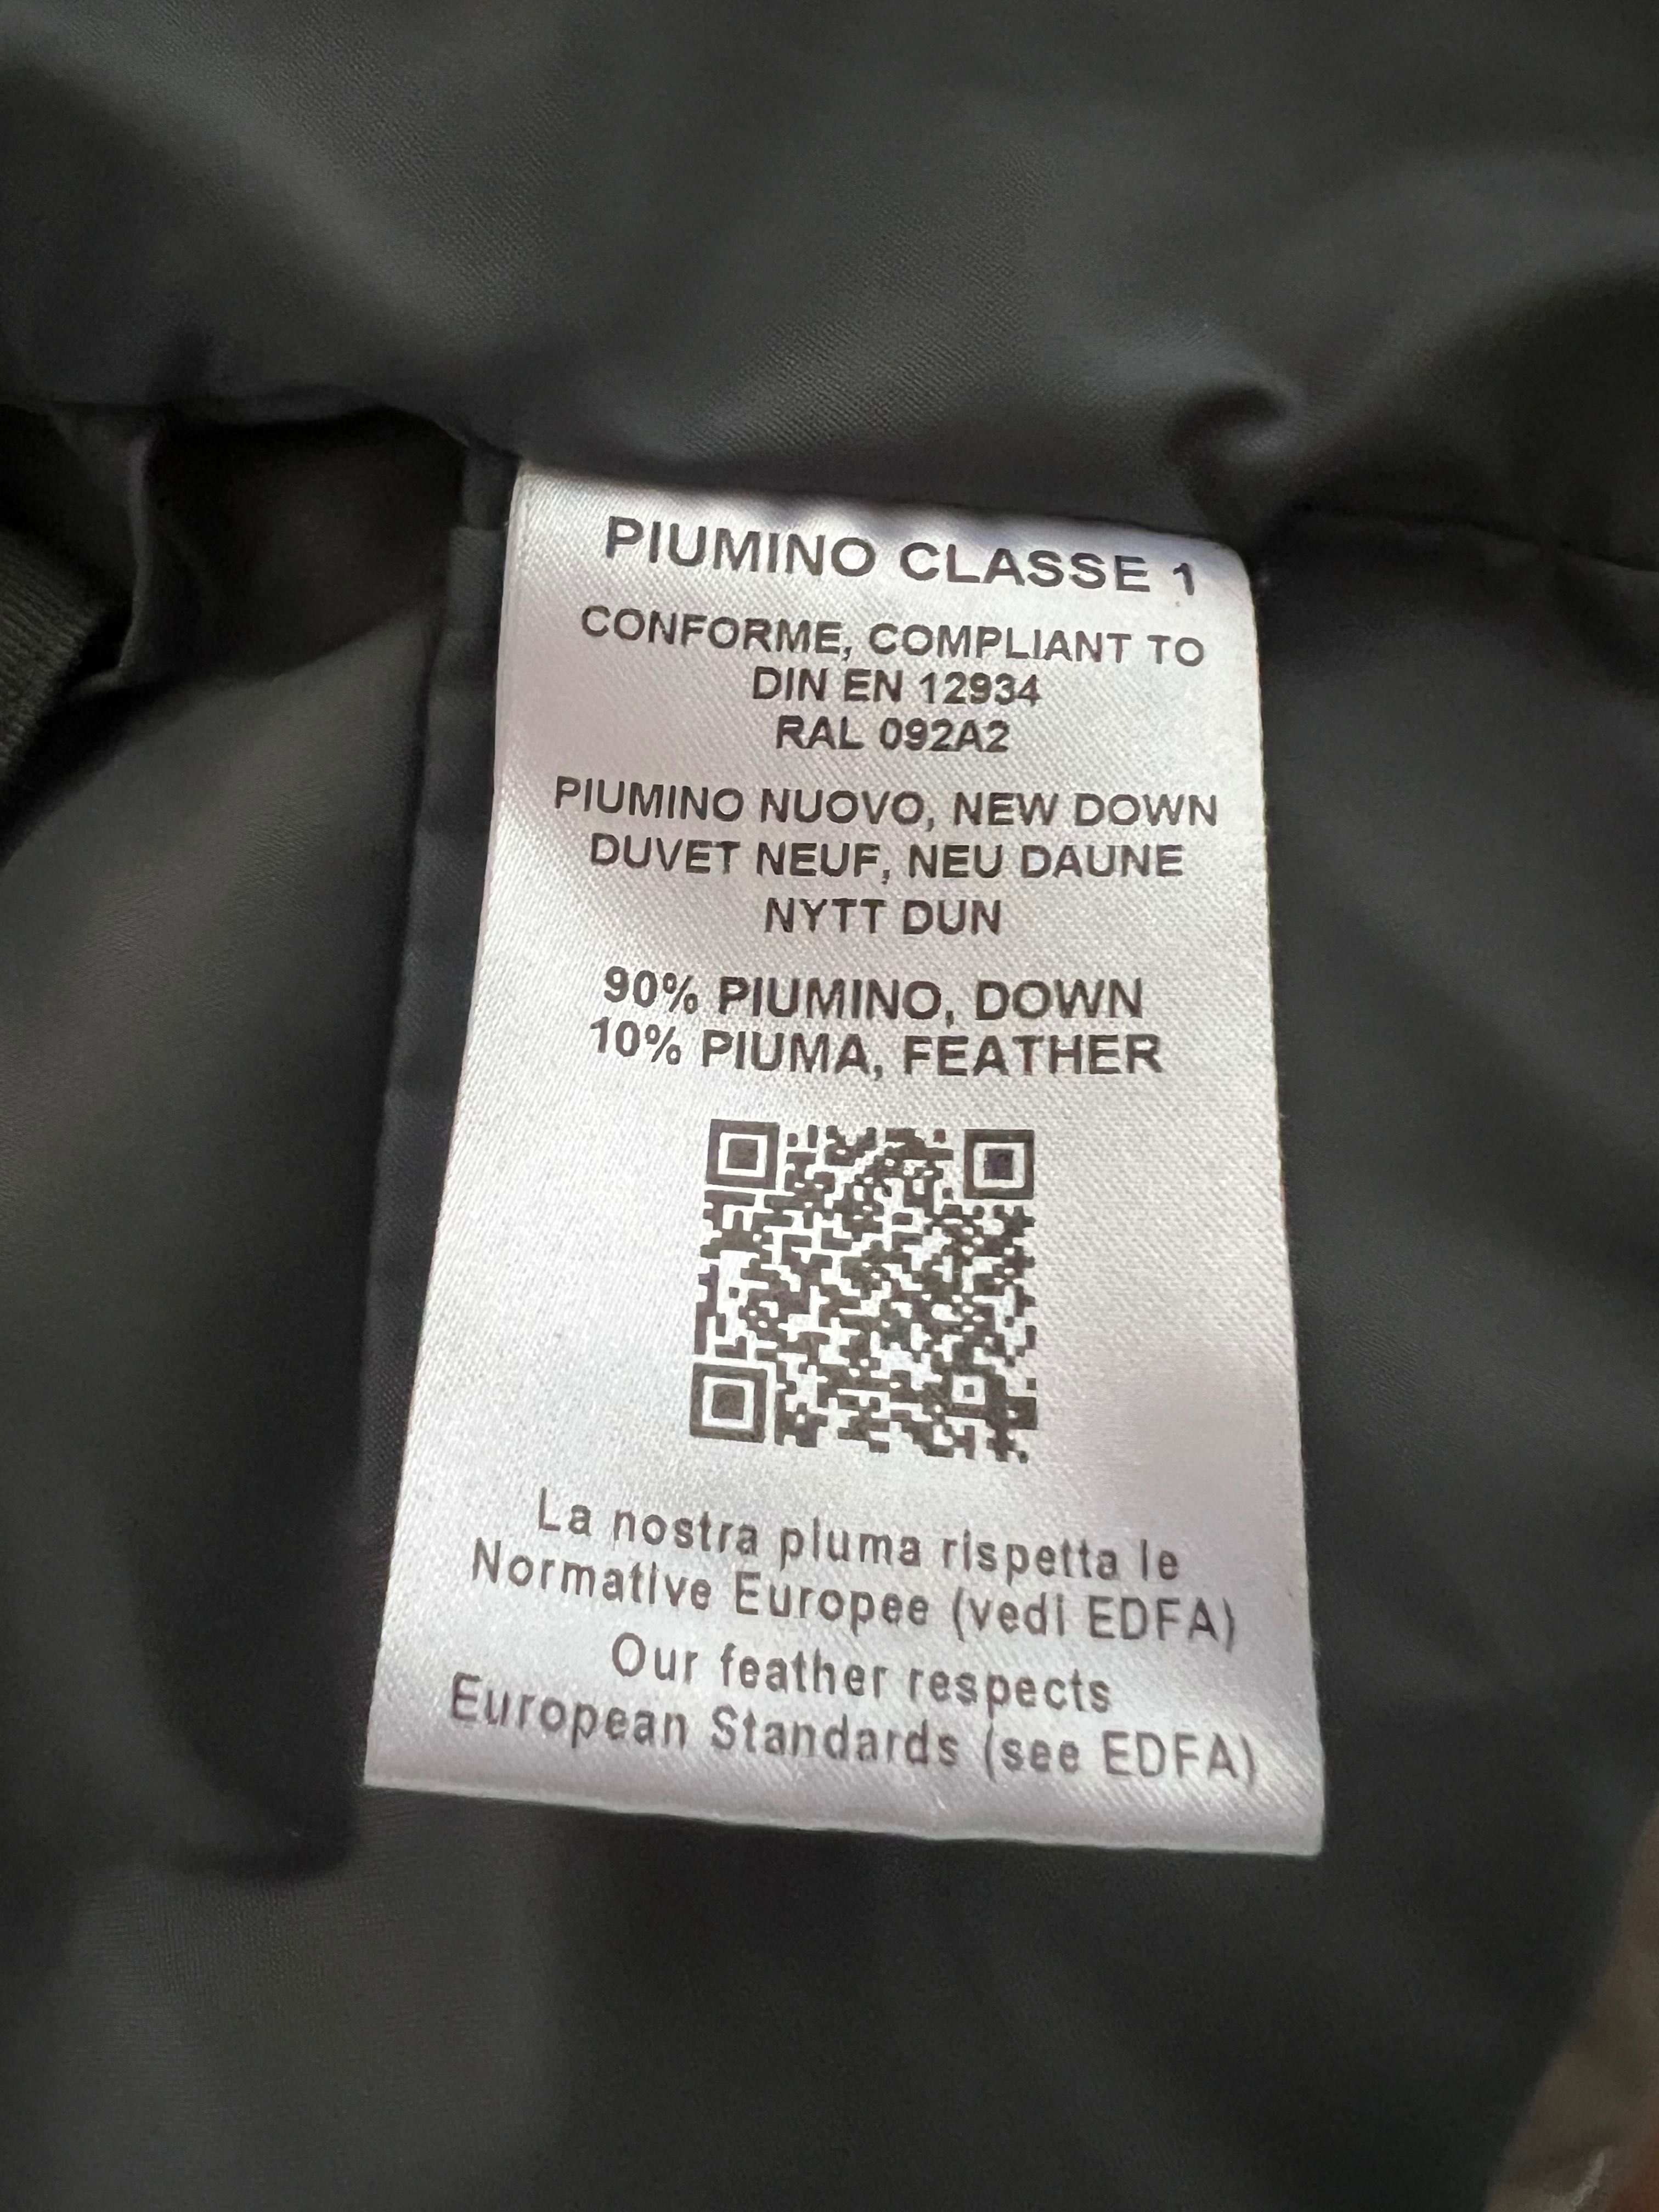 PIUMINO CLASSE 1
CONFORME, COMPLIANT TO
DIN EN 12934
RAL 092A2
PIUMINO NUOVO, NEW DOWN
DUVET NEUF, NEU DAUNE
NYTT DUN
90% PIUMINO, DOWN
10% PIUMA, FEATHER
La nostra piuma rispetta le
Normative Europee (vedi EDFA)
Our feather respects
European Standards (see EDFA)